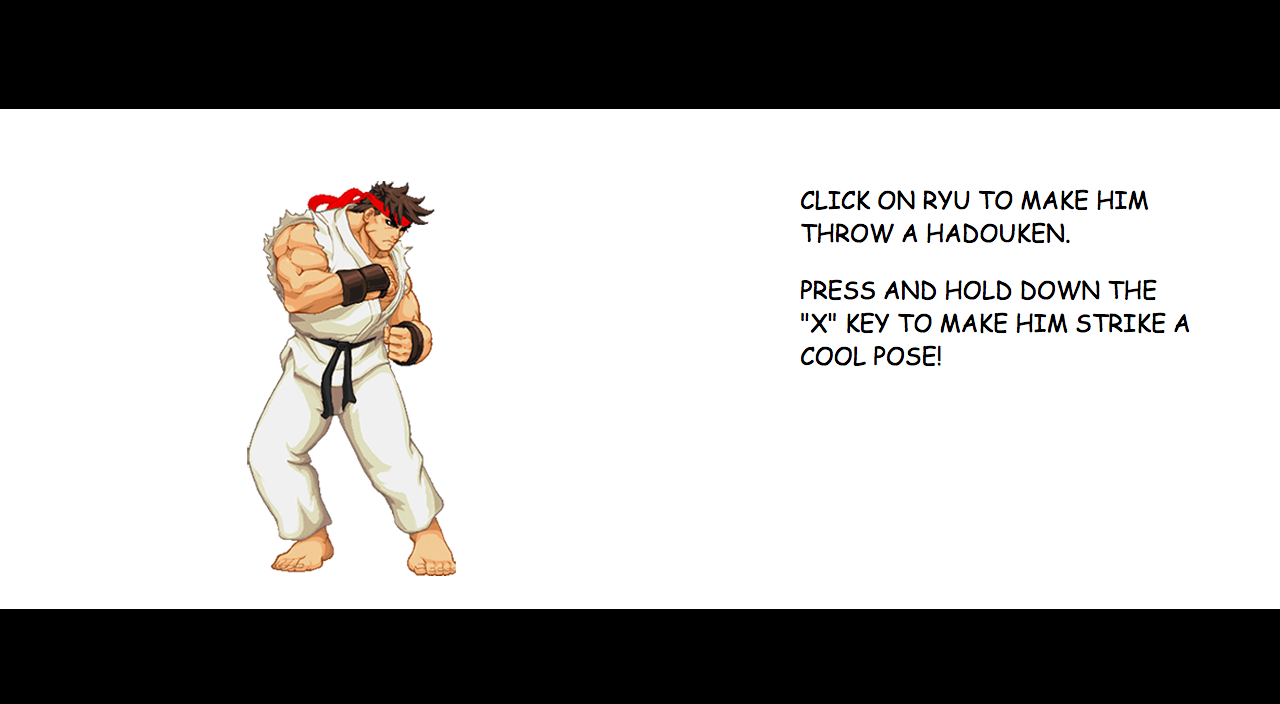 CLICK ON RYU TO MAKE HIM
THROW A HADOUKEN.
PRESS AND HOLD DOWN THE
"X" KEY TO MAKE HIM STRIKE A
COOL POSE!